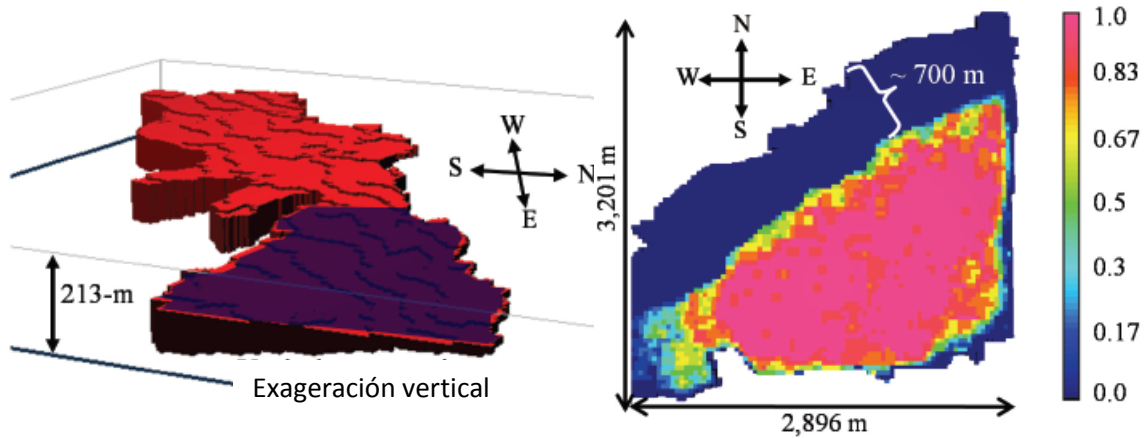 W
S
N
E
213-m
Exageración vertical
N
W
E
S
~ 700 m
3,201 m
2,896 m
1.0
0.83
0.67
0.5
0.3
0.17
0.0